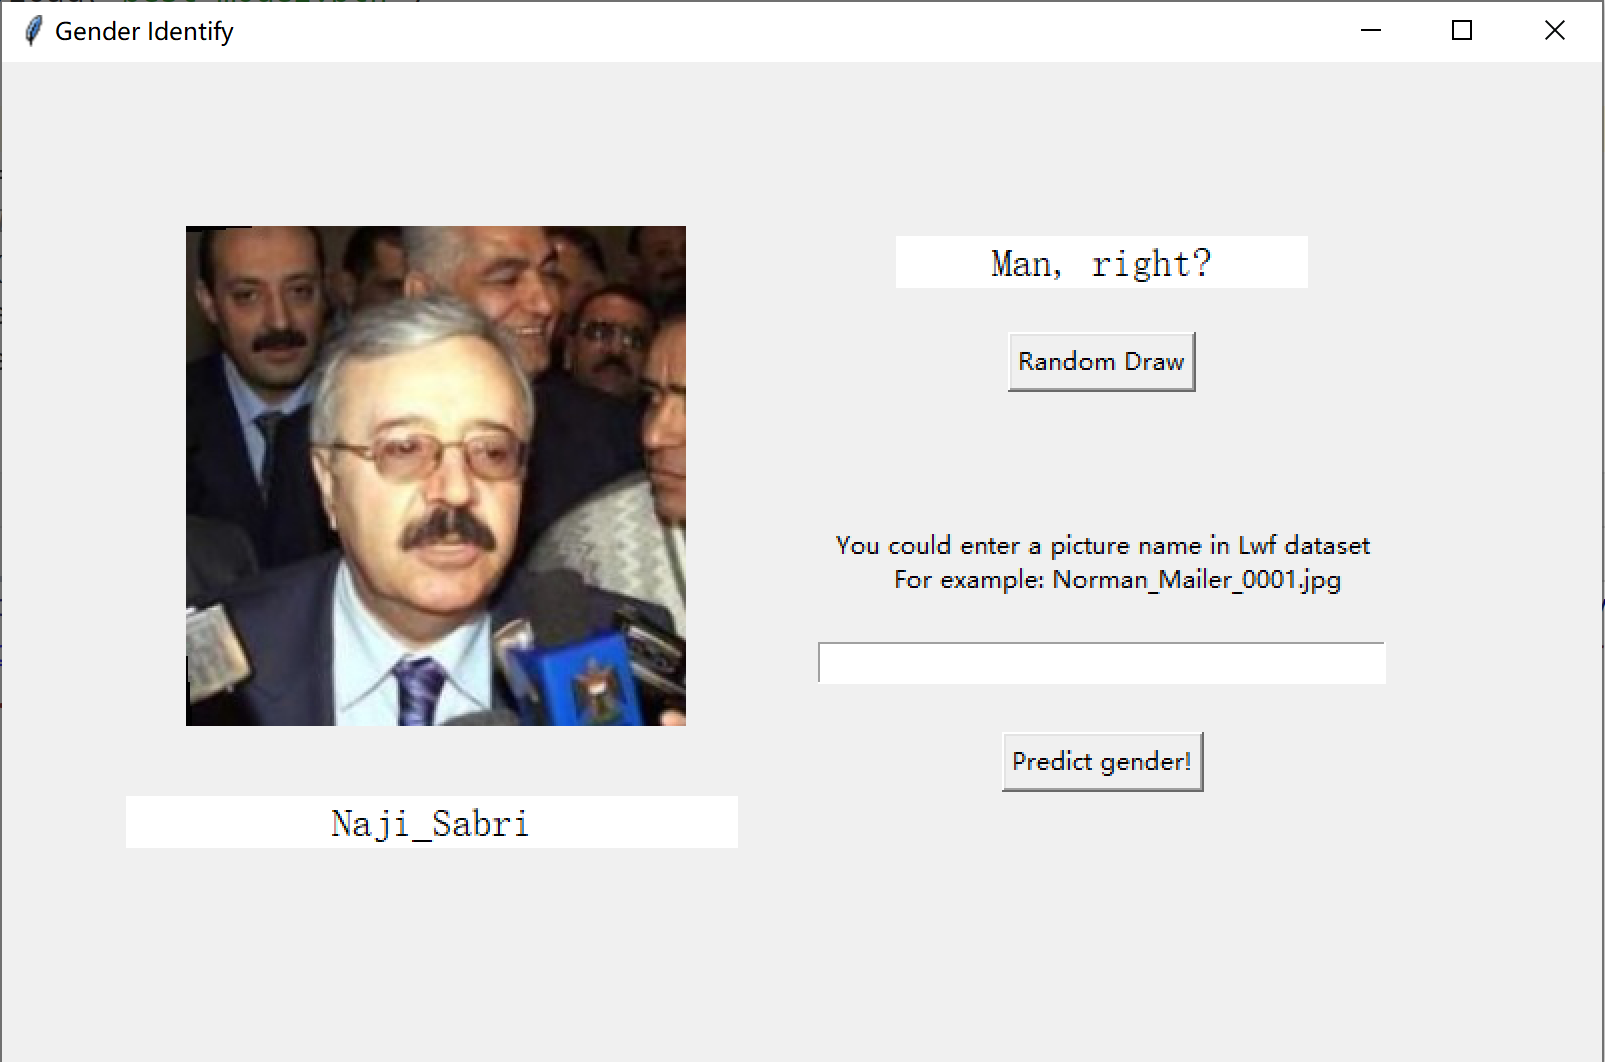 Gender Identify
Man, right?
Random Draw
You could enter a picture name in Lwf dataset
For example: Norman_Mailer_0001.jpg
Predict gender!
Naji_Sabri